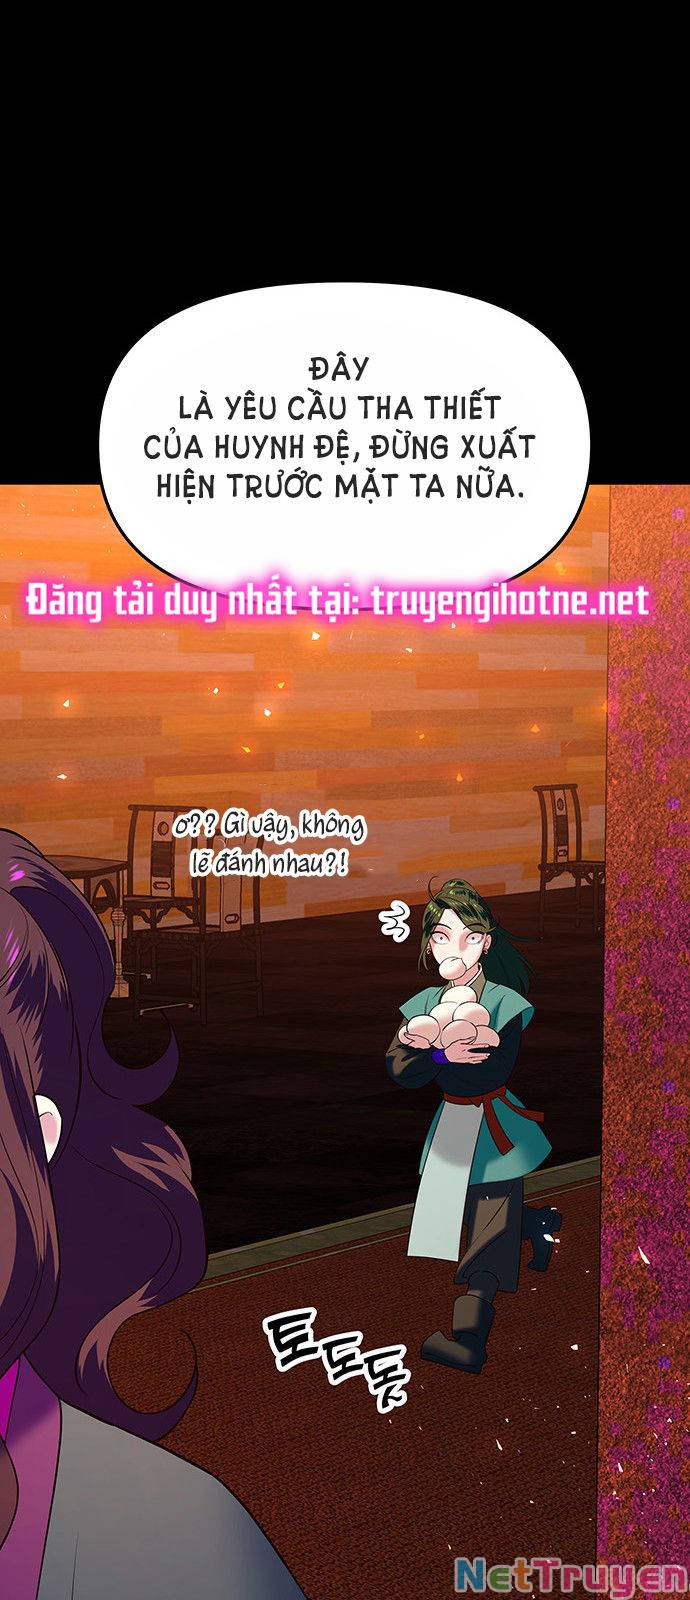 ĐÂY
LÀ YÊU CẦU THA THIẾT
CỦA HUYNH ĐỆ, ĐỪNG XUẤT
HIỆN TRƯỚC MẶT TA NỮA.
Đăng tải duy nhất tại: truyengihotne.net
Ơ?? Gì vậy, không
lẽ đánh nhau?!
토도돗
NetTruyen